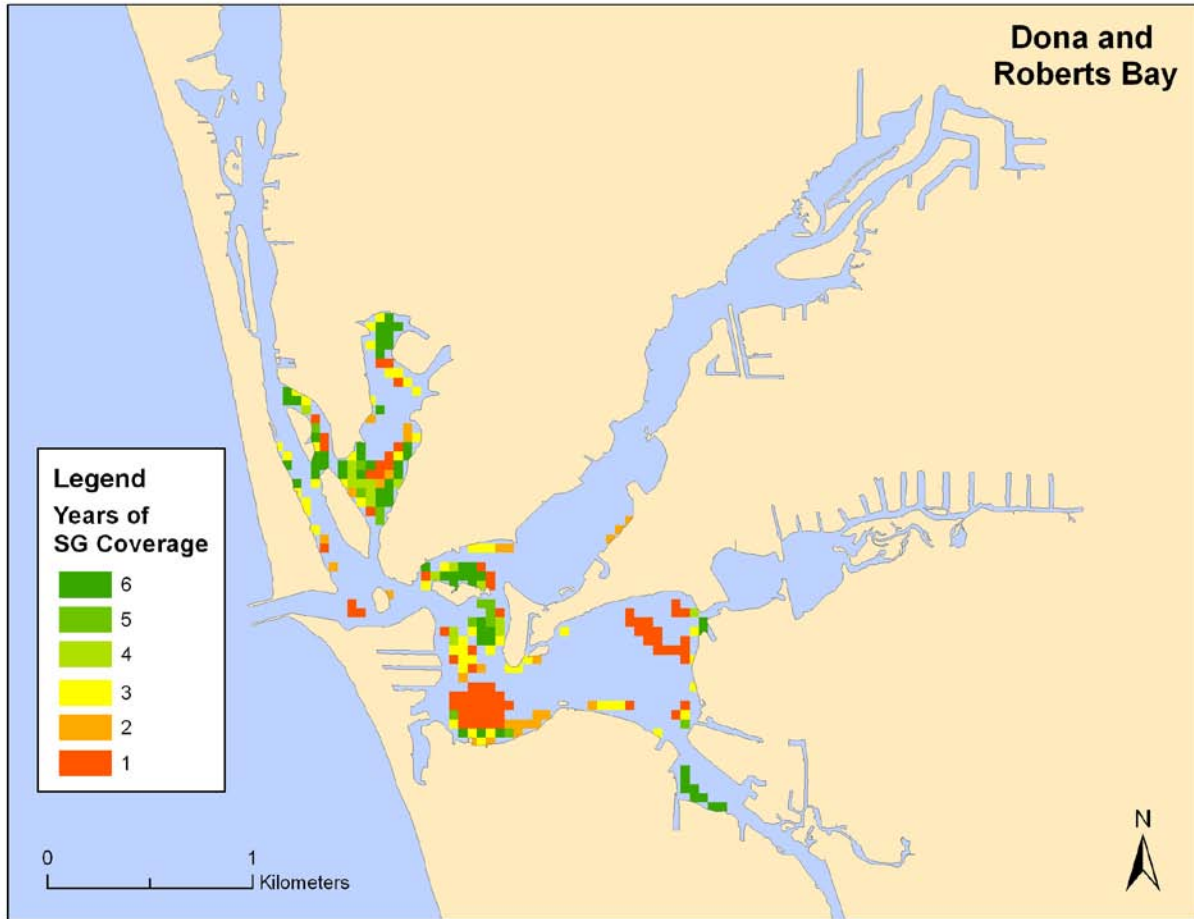 Dona and
Roberts Bay
Legend
Years of
SG Coverage
6
5
4
3
2
1
0 1
Kilometers
N